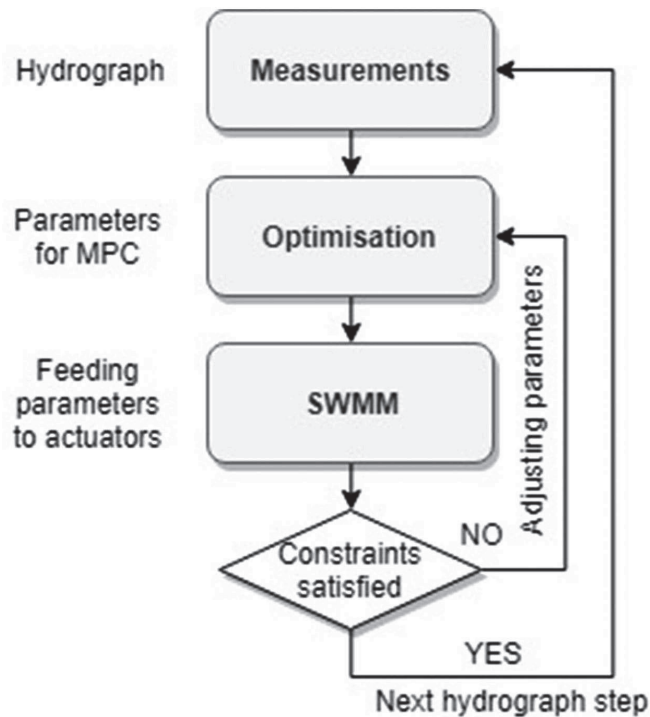 Hydrograph
Measurements
Parameters
for MPC
Optimisation
Feeding
parameters
to actuators
SWMM
Adjusting parameters
Constraints
satisfied
NO
YES
Next hydrograph step